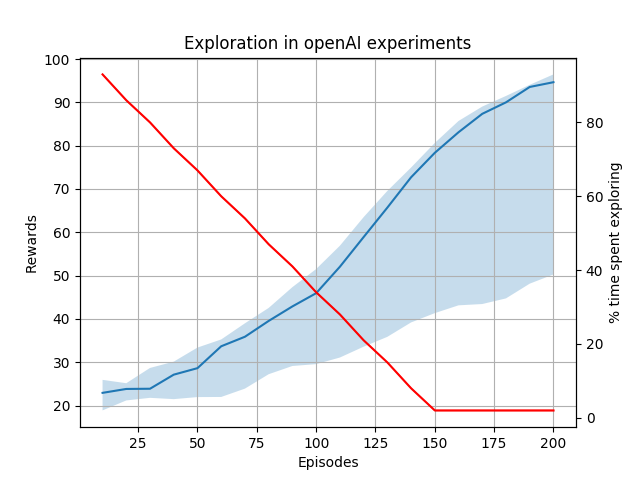 Exploration in openAI experiments
100
90
80
70
60
50
40
30
20
Rewards
80
60
40
20
0
% time spent exploring
25 50 75 100 125 150 175 200
Episodes